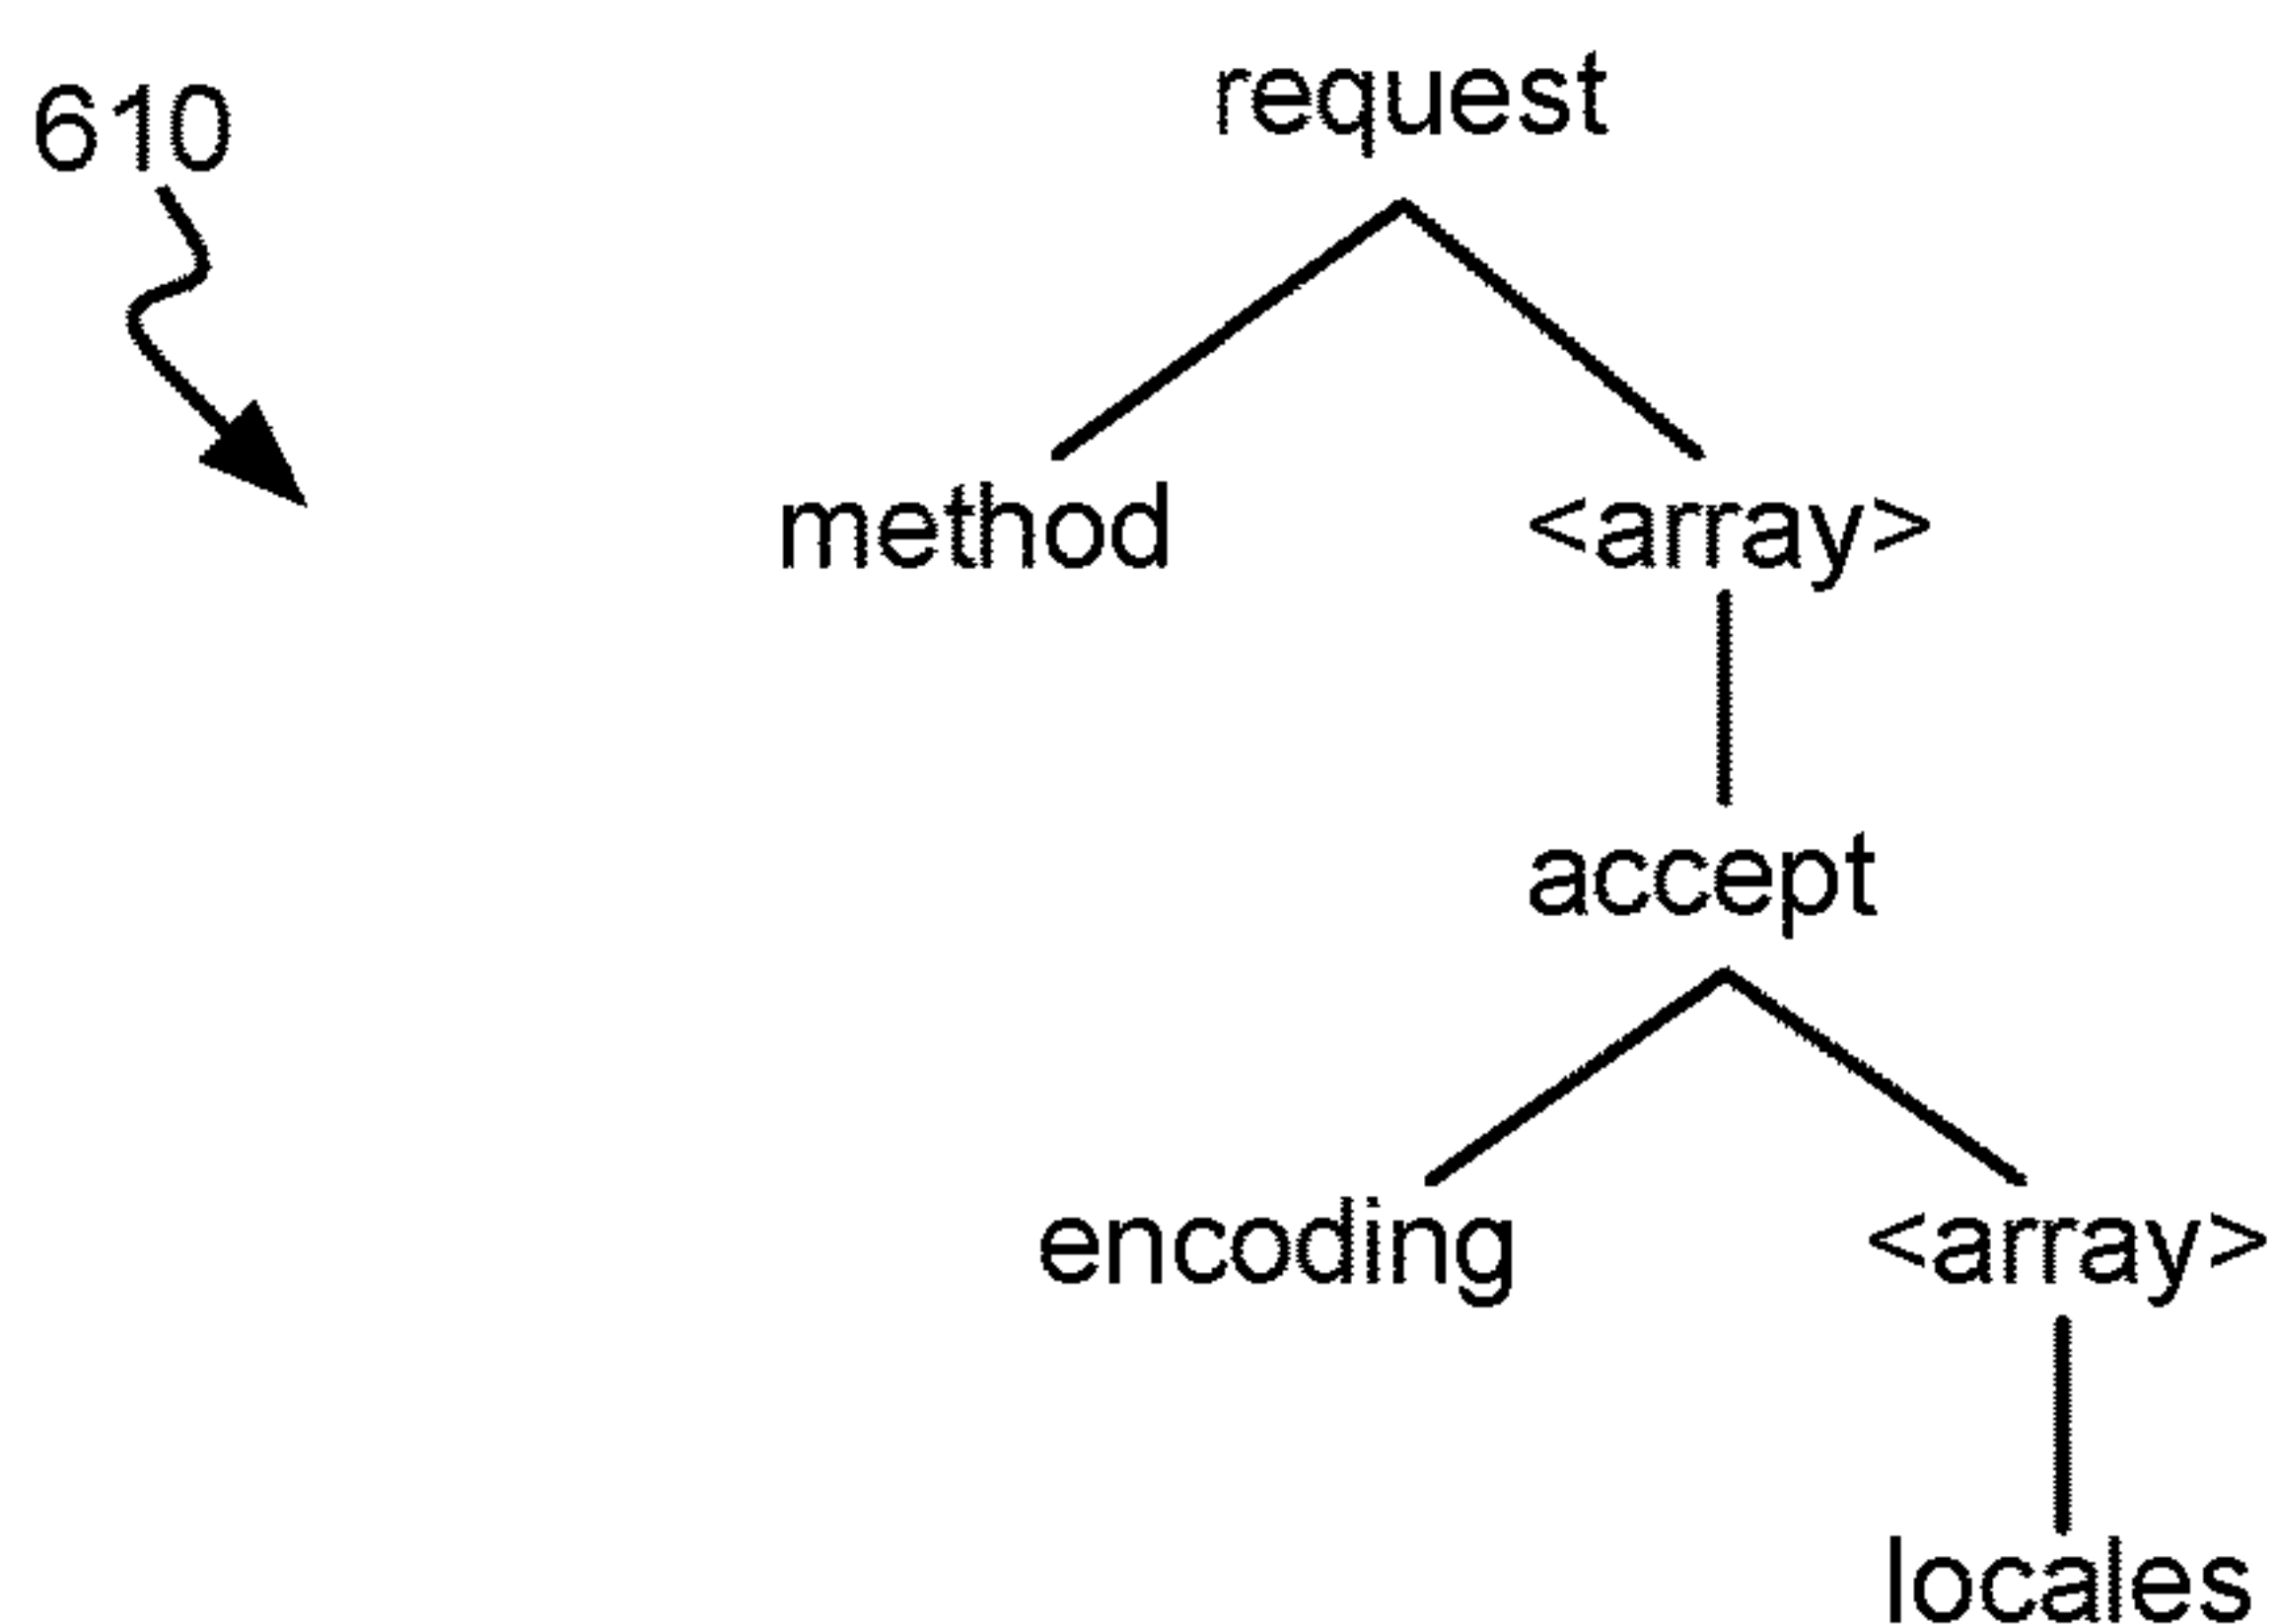 610
request
method <array>
accept
encoding <array>
locales